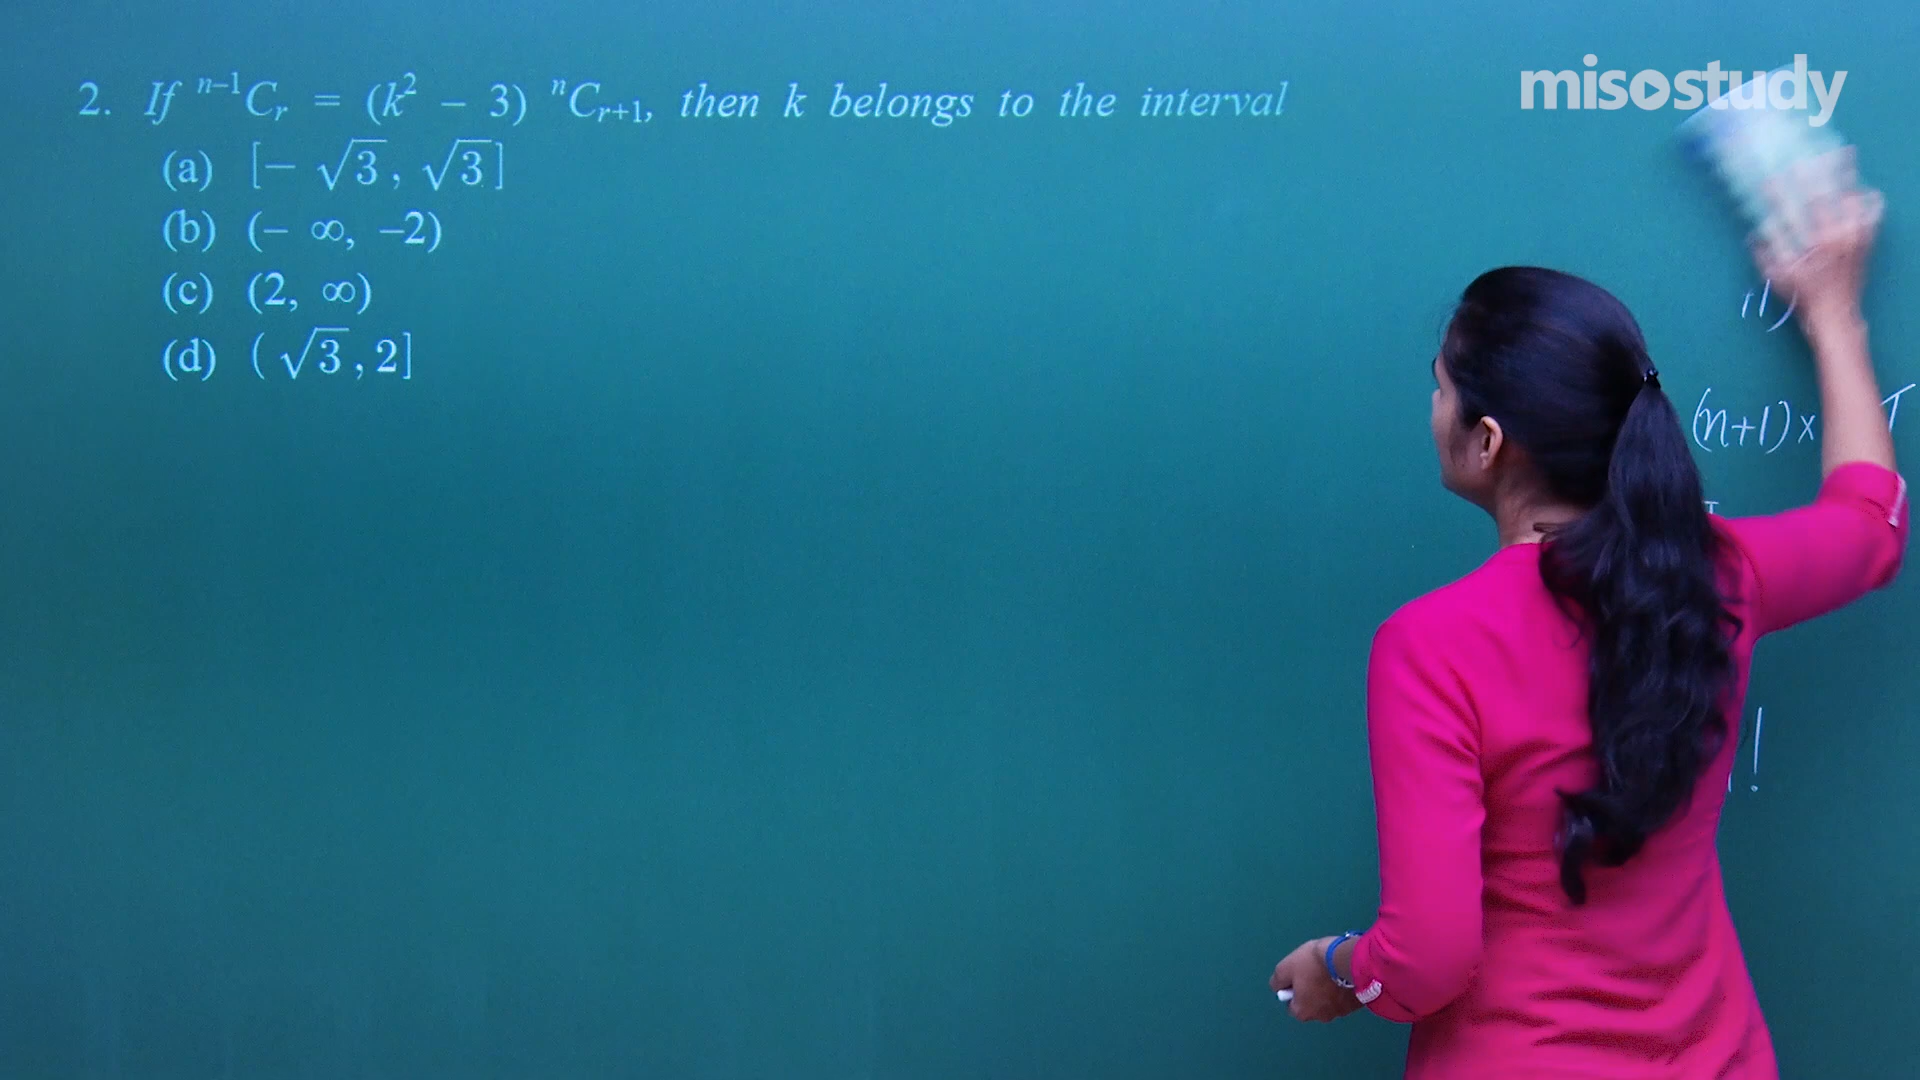 misostudy
2. If ⁿ⁻¹Cᵣ = (k² – 3) ⁿCᵣ₊₁, then k belongs to the interval
(a) [– √3, √3]
(b) (– ∞, –2)
(c) (2, ∞)
(d) (√3, 2]
(n+1)×
!